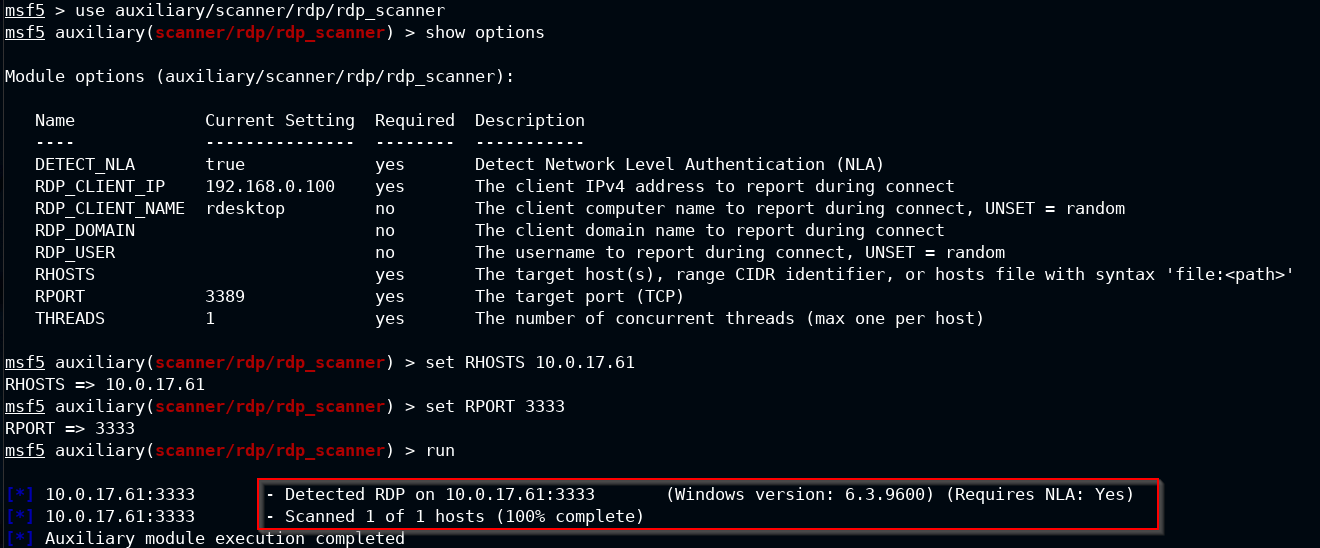 msf5 > use auxiliary/scanner/rdp/rdp_scanner
msf5 auxiliary(scanner/rdp/rdp_scanner) > show options
Module options (auxiliary/scanner/rdp/rdp_scanner):
Name Current Setting Required Description
---- --------------- -------- -----------
DETECT_NLA true yes Detect Network Level Authentication (NLA)
RDP_CLIENT_IP 192.168.0.100 yes The client IPv4 address to report during connect
RDP_CLIENT_NAME rdesktop no The client computer name to report during connect, UNSET = random
RDP_DOMAIN no The client domain name to report during connect
RDP_USER no The username to report during connect, UNSET = random
RHOSTS yes The target host(s), range CIDR identifier, or hosts file with syntax 'file:<path>'
RPORT 3389 yes The target port (TCP)
THREADS 1 yes The number of concurrent threads (max one per host)
msf5 auxiliary(scanner/rdp/rdp_scanner) > set RHOSTS 10.0.17.61
RHOSTS => 10.0.17.61
msf5 auxiliary(scanner/rdp/rdp_scanner) > set RPORT 3333
RPORT => 3333
msf5 auxiliary(scanner/rdp/rdp_scanner) > run
[*] 10.0.17.61:3333 - Detected RDP on 10.0.17.61:3333 (Windows version: 6.3.9600) (Requires NLA: Yes)
[*] 10.0.17.61:3333 - Scanned 1 of 1 hosts (100% complete)
[*] Auxiliary module execution completed